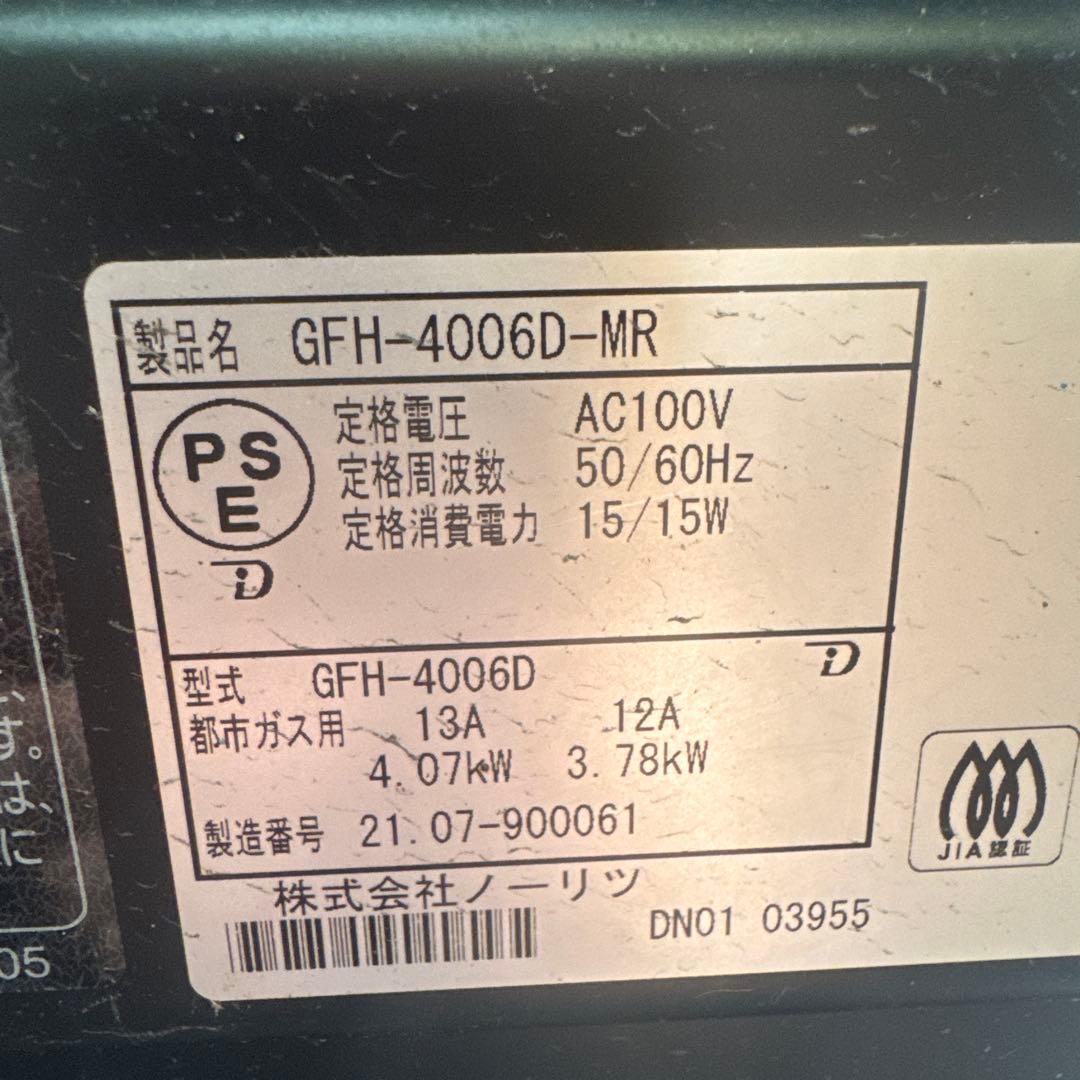 製品名 GFH-4006D-MR
PSE
定格電圧 AC100V
定格周波数 50/60Hz
定格消費電力 15/15W
型式 GFH-4006D
都市ガス用 13A 12A
4.07kW 3.78kW
製造番号 21.07-900061
株式会社ノーリツ
DN01 03955
JIA認証
す。
は、
に
05